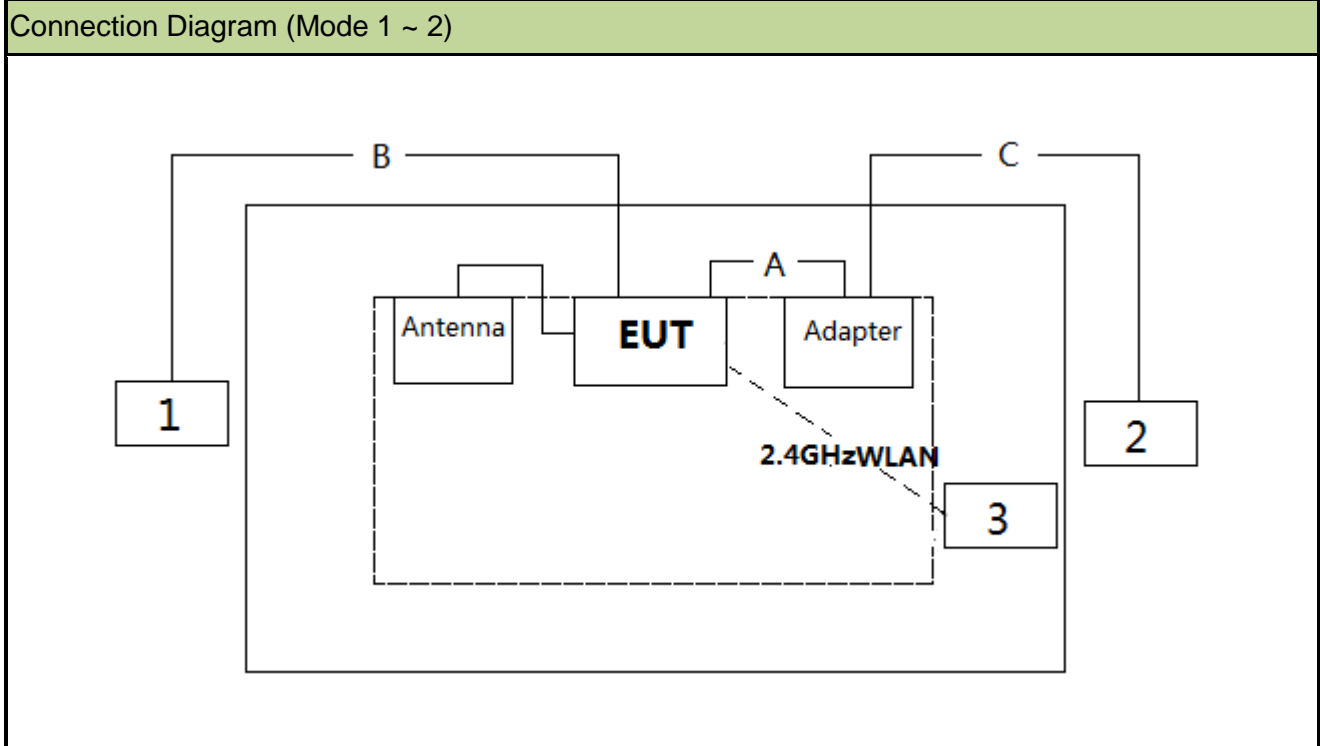 Connection Diagram (Mode 1 ~ 2)
B
C
A
Antenna
EUT
Adapter
1
2
2.4GHzWLAN
3